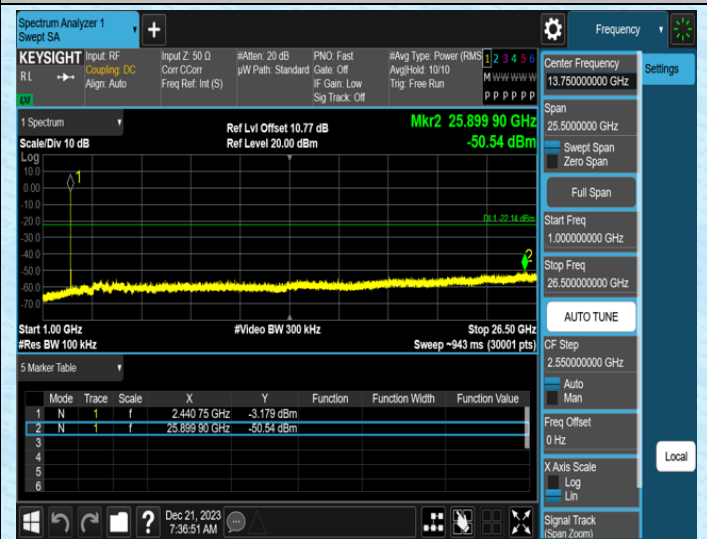 Spectrum Analyzer 1
Swept SA
+
Frequency
KEYSIGHT Input: RF Input Z: 50 Ω #Atten: 20 dB PNO: Fast #Avg Type: Power (RMS) 1 2 3 4 5 6
RL Coupling: DC Corr CCorr µW Path: Standard Gate: Off Avg|Hold: 10/10 M W W W W W
Align: Auto Freq Ref: Int (S) IF Gain: Low Trig: Free Run
Sig Track: Off P P P P P P
LXI
1 Spectrum
Ref Lvl Offset 10.77 dB Mkr2 25.899 90 GHz
Scale/Div 10 dB Ref Level 20.00 dBm -50.54 dBm
Log
10.0
0.00
-10.0
-20.0
-30.0
-40.0
-50.0
-60.0
-70.0
1
DL1 -22.14 dBm
2
Start 1.00 GHz #Video BW 300 kHz Stop 26.50 GHz
#Res BW 100 kHz Sweep ~943 ms (30001 pts)
5 Marker Table
Mode Trace Scale X Y Function Function Width Function Value
1 N 1 f 2.440 75 GHz -3.179 dBm
2 N 1 f 25.899 90 GHz -50.54 dBm
3
4
5
6
? Dec 21, 2023
7:36:51 AM
Center Frequency
13.750000000 GHz
Settings
Span
25.5000000 GHz
Swept Span
Zero Span
Full Span
Start Freq
1.000000000 GHz
Stop Freq
26.500000000 GHz
AUTO TUNE
CF Step
2.550000000 GHz
Auto
Man
Freq Offset
0 Hz
Local
X Axis Scale
Log
Lin
Signal Track
(Span Zoom)